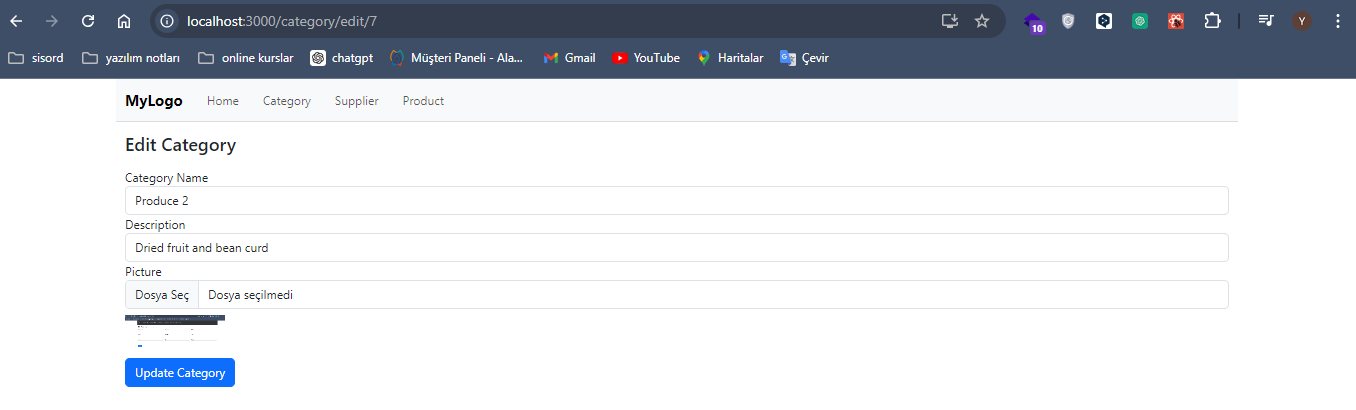 localhost:3000/category/edit/7
10
Y
sisord yazılım notları online kurslar chatgpt Müşteri Paneli - Ala... Gmail YouTube Haritalar Çevir
MyLogo Home Category Supplier Product
Edit Category
Category Name
Produce 2
Description
Dried fruit and bean curd
Picture
Dosya Seç Dosya seçilmedi
Update Category